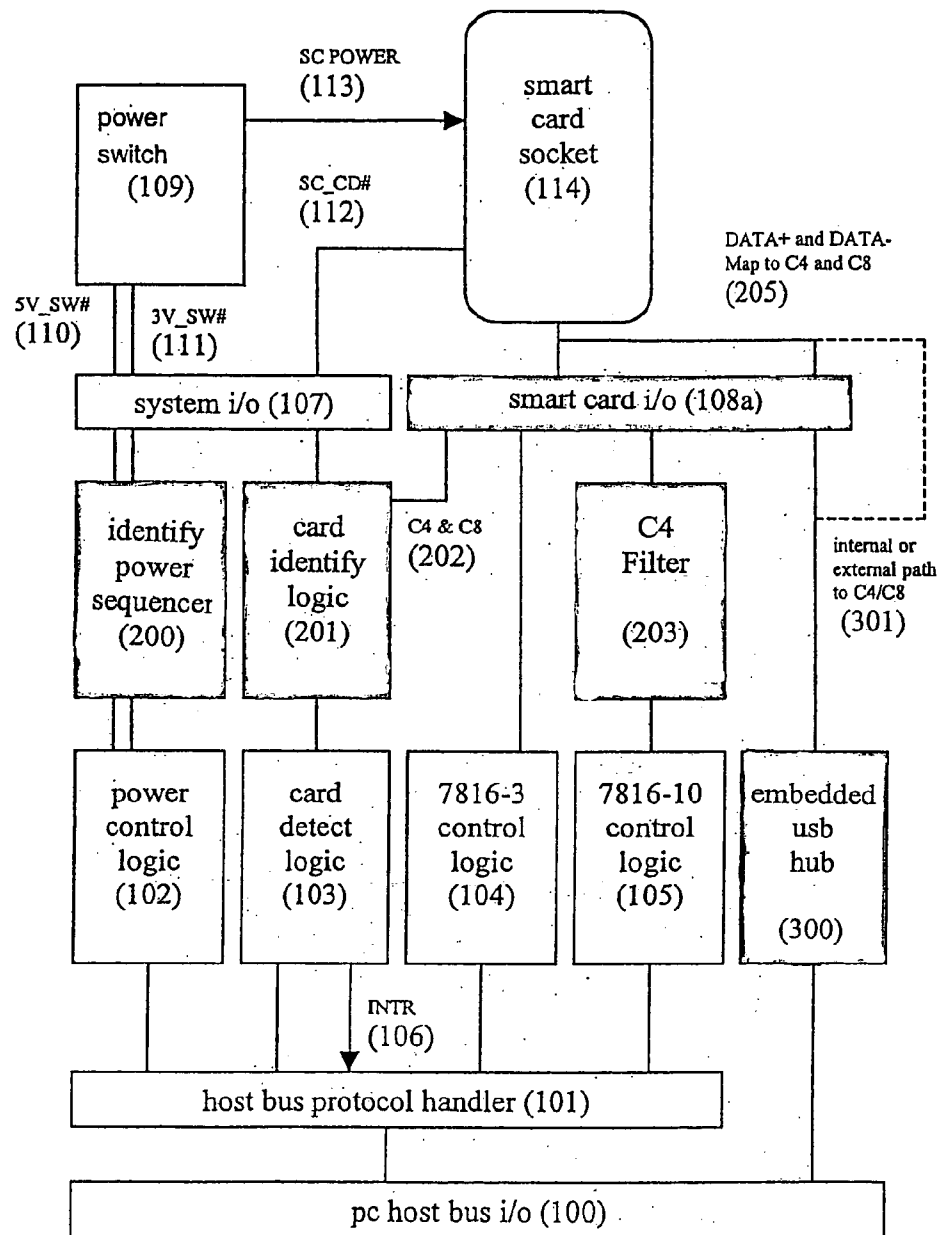 SC POWER
(113)
smart
card
socket
(114)
power
switch
(109)
SC_CD#
(112)
DATA+ and DATA-
Map to C4 and C8
(205)
5V_SW#
(110)
3V_SW#
(111)
system i/o (107)
smart card i/o (108a)
identify
power
sequencer
(200)
card
identify
logic
(201)
C4 & C8
(202)
C4
Filter
(203)
internal or
external path
to C4/C8
(301)
power
control
logic
(102)
card
detect
logic
(103)
7816-3
control
logic
(104)
7816-10
control
logic
(105)
embedded
usb
hub
(300)
INTR
(106)
host bus protocol handler (101)
pc host bus i/o (100)